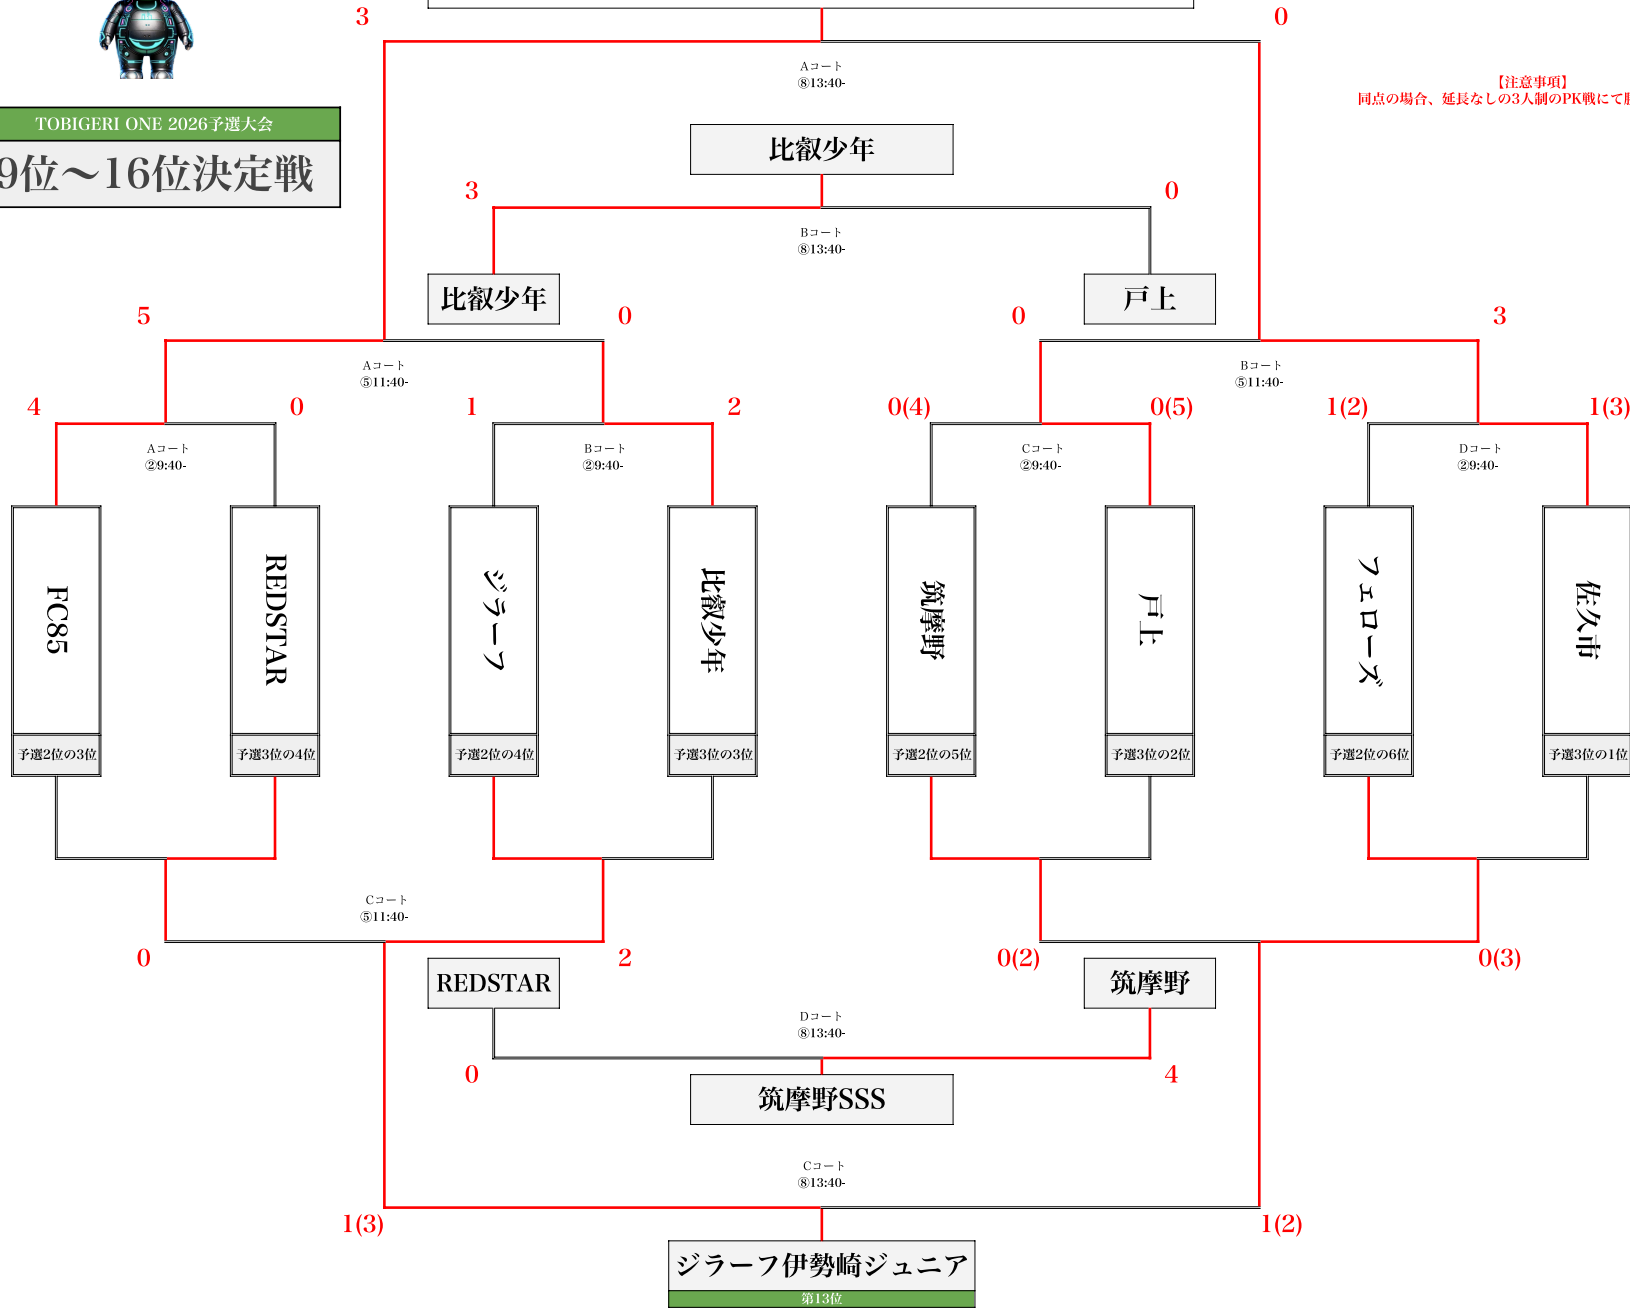 3
0
Aコート
⑧13:40-
【注意事項】
同点の場合、延長なしの3人制のPK戦にて
TOBIGERI ONE 2026予選大会
9位～16位決定戦
比叡少年
3
0
Bコート
⑧13:40-
比叡少年
戸上
5
0
0
3
Aコート
⑤11:40-
Bコート
⑤11:40-
4
0
1
2
0(4)
0(5)
1(2)
1(3)
Aコート
②9:40-
Bコート
②9:40-
Cコート
②9:40-
Dコート
②9:40-
FC85
REDSTAR
ジラーフ
比叡少年
筑摩野
戸上
フェローズ
佐久市
予選2位の3位
予選3位の4位
予選2位の4位
予選3位の3位
予選2位の5位
予選3位の2位
予選2位の6位
予選3位の1位
Cコート
⑤11:40-
0
2
0(2)
0(3)
REDSTAR
筑摩野
Dコート
⑧13:40-
0
4
筑摩野SSS
Cコート
⑧13:40-
1(3)
1(2)
ジラーフ伊勢崎ジュニア
第13位